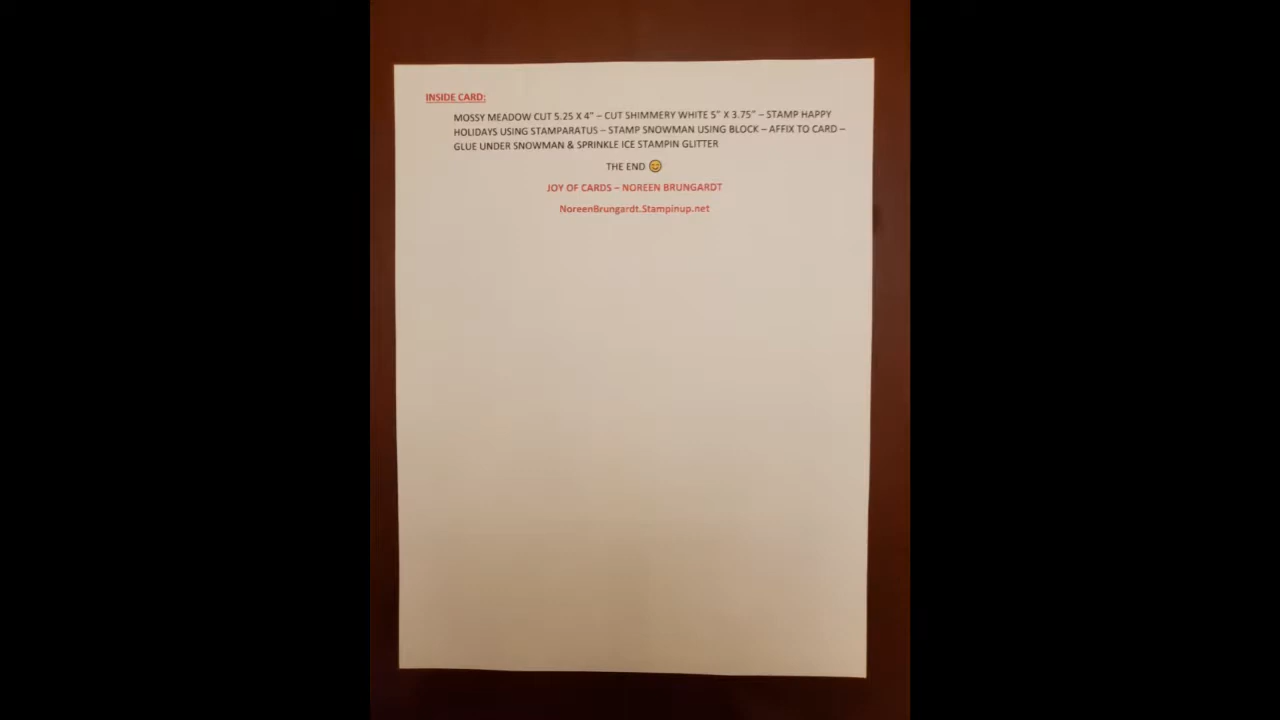 INSIDE CARD:
MOSSY MEADOW CUT 5.25 X 4" – CUT SHIMMERY WHITE 5" X 3.75" – STAMP HAPPY
HOLIDAYS USING STAMPARATUS – STAMP SNOWMAN USING BLOCK – AFFIX TO CARD –
GLUE UNDER SNOWMAN & SPRINKLE ICE STAMPIN GLITTER
THE END 😊
JOY OF CARDS – NOREEN BRUNGARDT
NoreenBrungardt.Stampinup.net